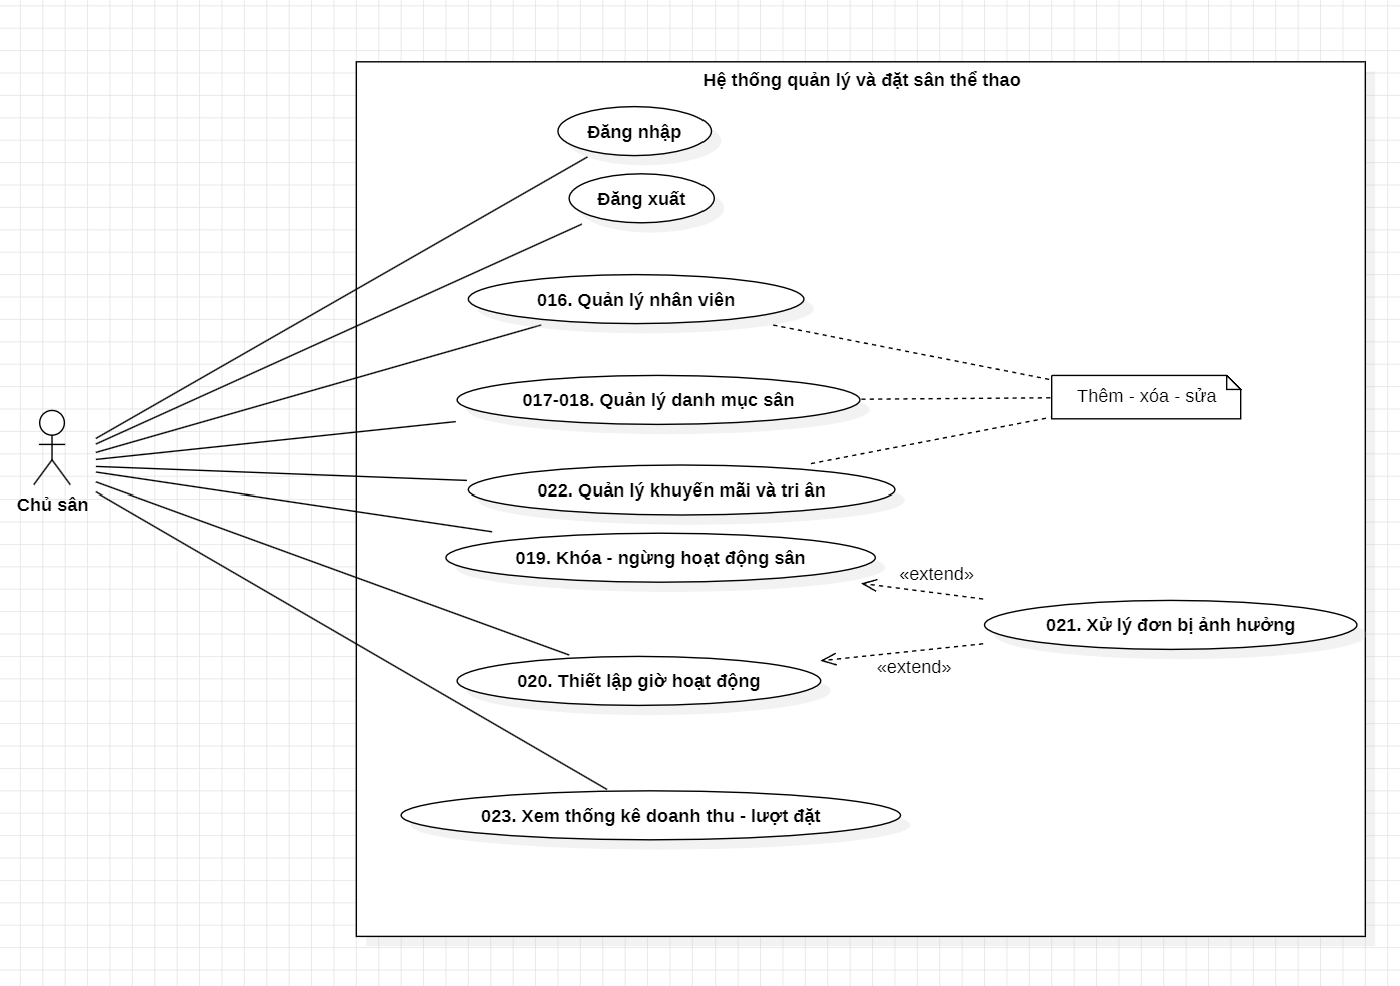 Hệ thống quản lý và đặt sân thể thao
Đăng nhập
Đăng xuất
016. Quản lý nhân viên
017-018. Quản lý danh mục sân
Thêm - xóa - sửa
022. Quản lý khuyến mãi và tri ân
Chủ sân
019. Khóa - ngừng hoạt động sân
«extend»
021. Xử lý đơn bị ảnh hưởng
«extend»
020. Thiết lập giờ hoạt động
023. Xem thống kê doanh thu - lượt đặt